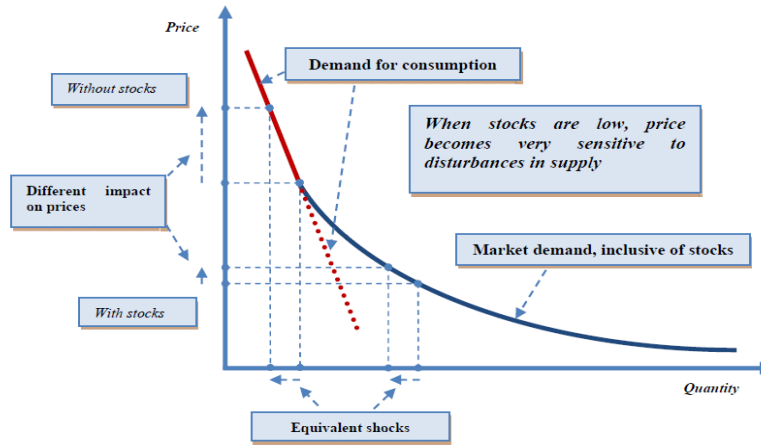 Price
Demand for consumption
Without stocks
When stocks are low, price
becomes very sensitive to
disturbances in supply
Different impact
on prices
Market demand, inclusive of stocks
With stocks
Quantity
Equivalent shocks